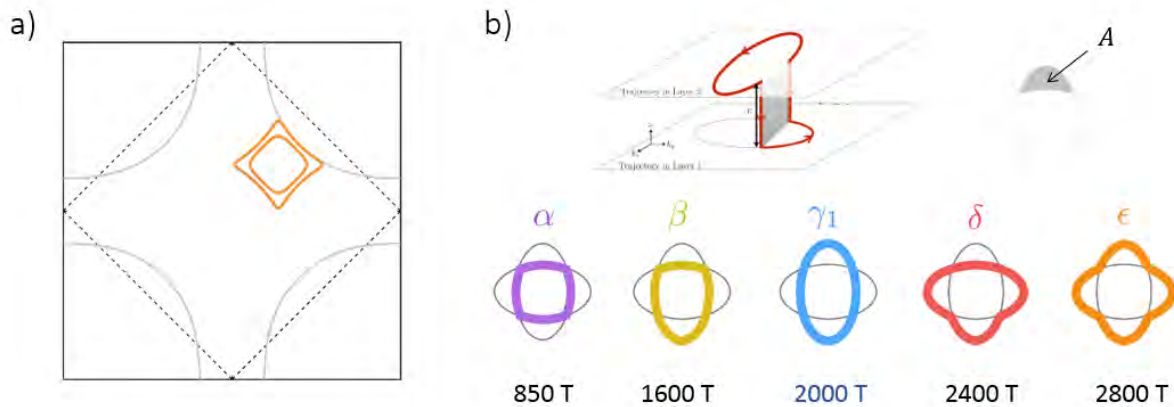 a)
b)
A
Trajectory in Layer 2
Trajectory in Layer 1
α
β
γ1
δ
ϵ
850 T
1600 T
2000 T
2400 T
2800 T